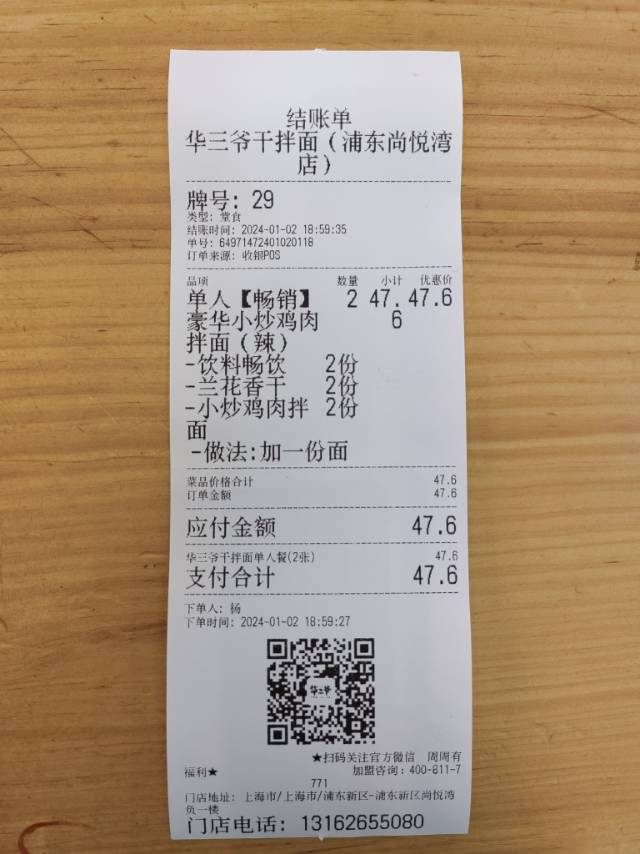 结账单
华三爷干拌面（浦东尚悦湾
店）
牌号: 29
类型: 堂食
结账时间: 2024-01-02 18:59:35
单号: 64971472401020118
订单来源: 收银POS
品项 数量 小计 优惠价
单人【畅销】 2 47. 47.6
豪华小炒鸡肉 6
拌面（辣）
-饮料畅饮 2份
-兰花香干 2份
-小炒鸡肉拌 2份
面
-做法:加一份面
菜品价格合计 47.6
订单金额 47.6
应付金额 47.6
华三爷干拌面单人餐(2张) 47.6
支付合计 47.6
下单人: 杨
下单时间: 2024-01-02 18:59:27
华三爷
★扫码关注官方微信 周周有
福利★ 加盟咨询：400-811-7
771
门店地址: 上海市/上海市/浦东新区-浦东新区尚悦湾
负一楼
门店电话: 13162655080